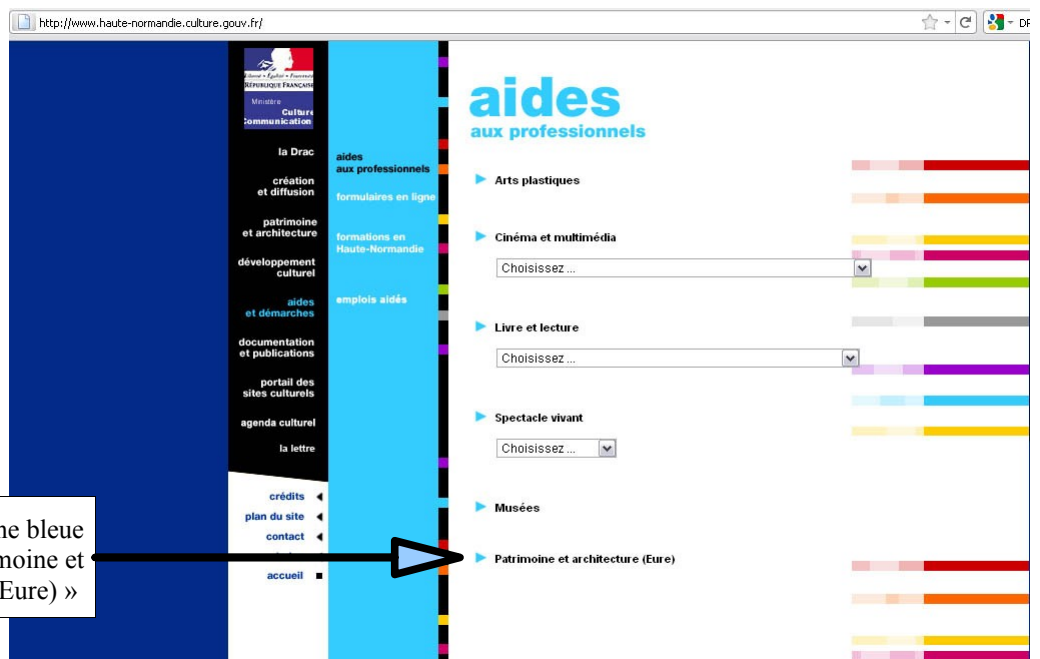 http://www.haute-normandie.culture.gouv.fr/
Liberté • Égalité • Fraternité
RÉPUBLIQUE FRANÇAISE
Ministère
Culture
Communication
la Drac
création
et diffusion
patrimoine
et architecture
développement
culturel
aides
et démarches
documentation
et publications
portail des
sites culturels
agenda culturel
la lettre
crédits
plan du site
contact
accueil
aides
aux professionnels
formulaires en ligne
formations en
Haute-Normandie
emplois aidés
aides
aux professionnels
Arts plastiques
Cinéma et multimédia
Choisissez ...
Livre et lecture
Choisissez ...
Spectacle vivant
Choisissez ...
Musées
Patrimoine et architecture (Eure)
bleue
et
Eure) »